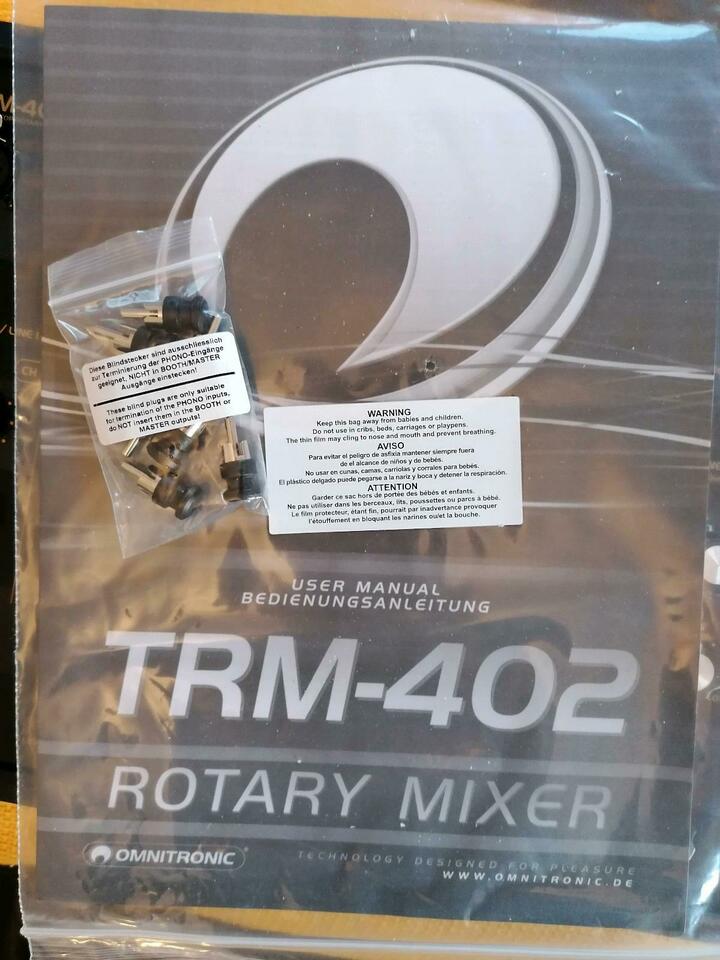 Diese Blindstecker sind ausschliesslich
zur Terminierung der PHONO-Eingänge
geeignet, NICHT in BOOTH/MASTER
Ausgänge einstecken!
These blind plugs are only suitable
for termination of the PHONO inputs,
do NOT insert them in the BOOTH or
MASTER outputs!
WARNING
Keep this bag away from babies and children.
Do not use in cribs, beds, carriages or playpens.
The thin film may cling to nose and mouth and prevent breathing.
AVISO
Para evitar el peligro de asfixia mantener siempre fuera
de el alcance de niños y de bebés.
No usar en cunas, camas, carriolas y corrales para bebés.
El plástico delgado puede pegarse a la nariz y boca y detener la respiración.
ATTENTION
Garder ce sac hors de portée des bébés et enfants.
Ne pas utiliser dans les berceaux, lits, poussettes ou parcs à bébé.
Le film protecteur, étant fin, pourrait par inadvertance provoquer
l'étouffement en bloquant les narines ou/et la bouche.
USER MANUAL
BEDIENUNGSANLEITUNG
TRM-402
ROTARY MIXER
OMNITRONIC
TECHNOLOGY DESIGNED FOR PLEASURE
WWW.OMNITRONIC.DE
CH